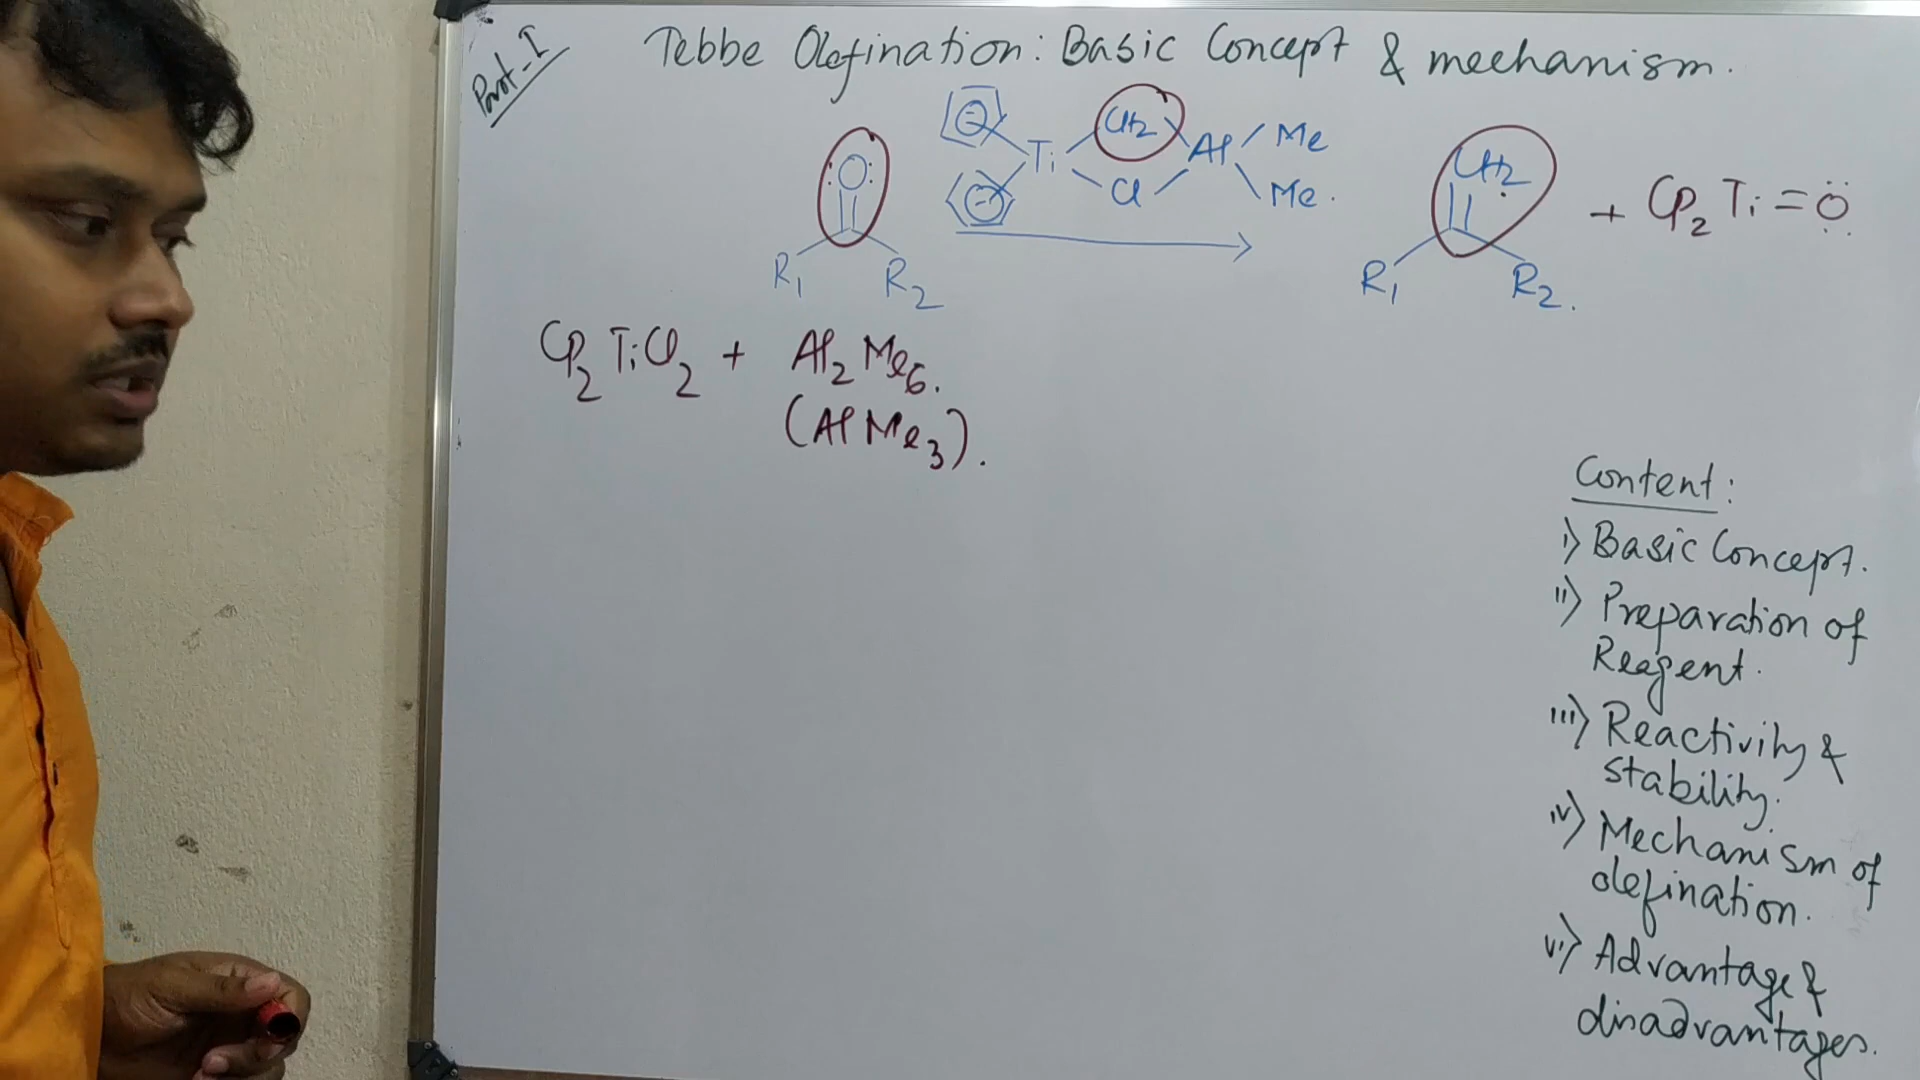 Part-I
Tebbe Olefination: Basic Concept & mechanism.
:O:
R1 R2
Ti CH2 Cl Al Me Me.
CH2
R1 R2.
+ Cp2Ti=O
Cp2TiCl2 + Al2Me6.
(AlMe3).
Content:
i) Basic Concept.
ii) Preparation of
Reagent.
iii) Reactivity &
stability.
iv) Mechanism of
olefination.
vi) Advantage &
disadvantages.